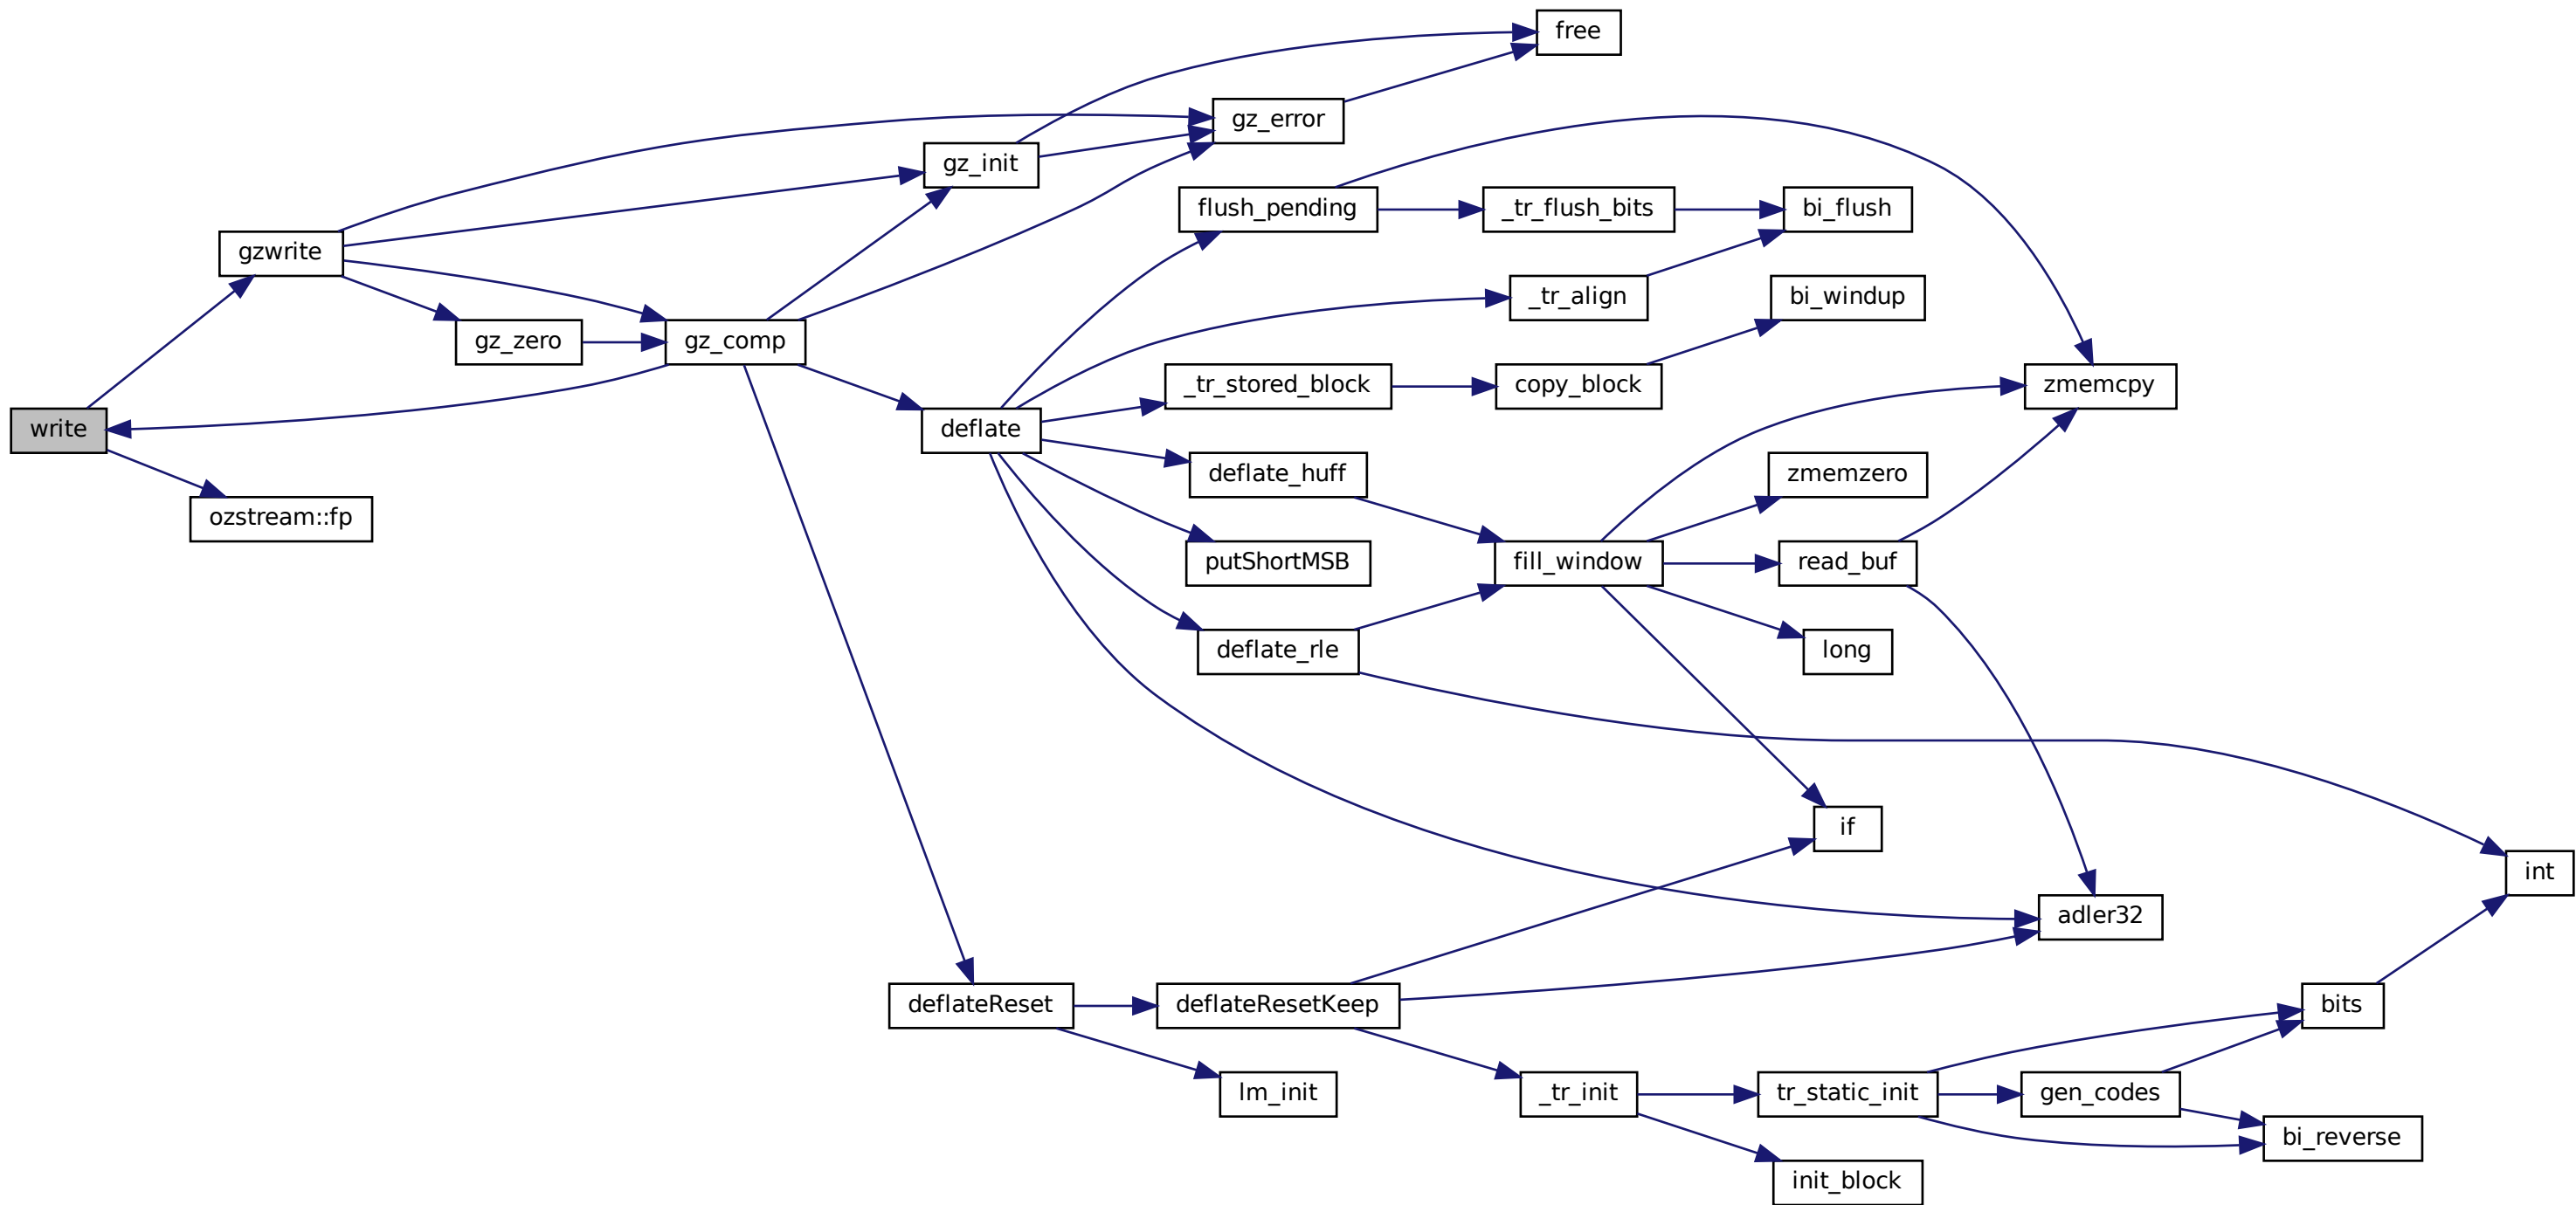 free
gz_error
gz_init
flush_pending
_tr_flush_bits
bi_flush
gzwrite
_tr_align
bi_windup
gz_zero
gz_comp
_tr_stored_block
copy_block
zmemcpy
write
deflate
deflate_huff
zmemzero
ozstream::fp
putShortMSB
fill_window
read_buf
deflate_rle
long
if
int
adler32
deflateReset
deflateResetKeep
bits
lm_init
_tr_init
tr_static_init
gen_codes
bi_reverse
init_block